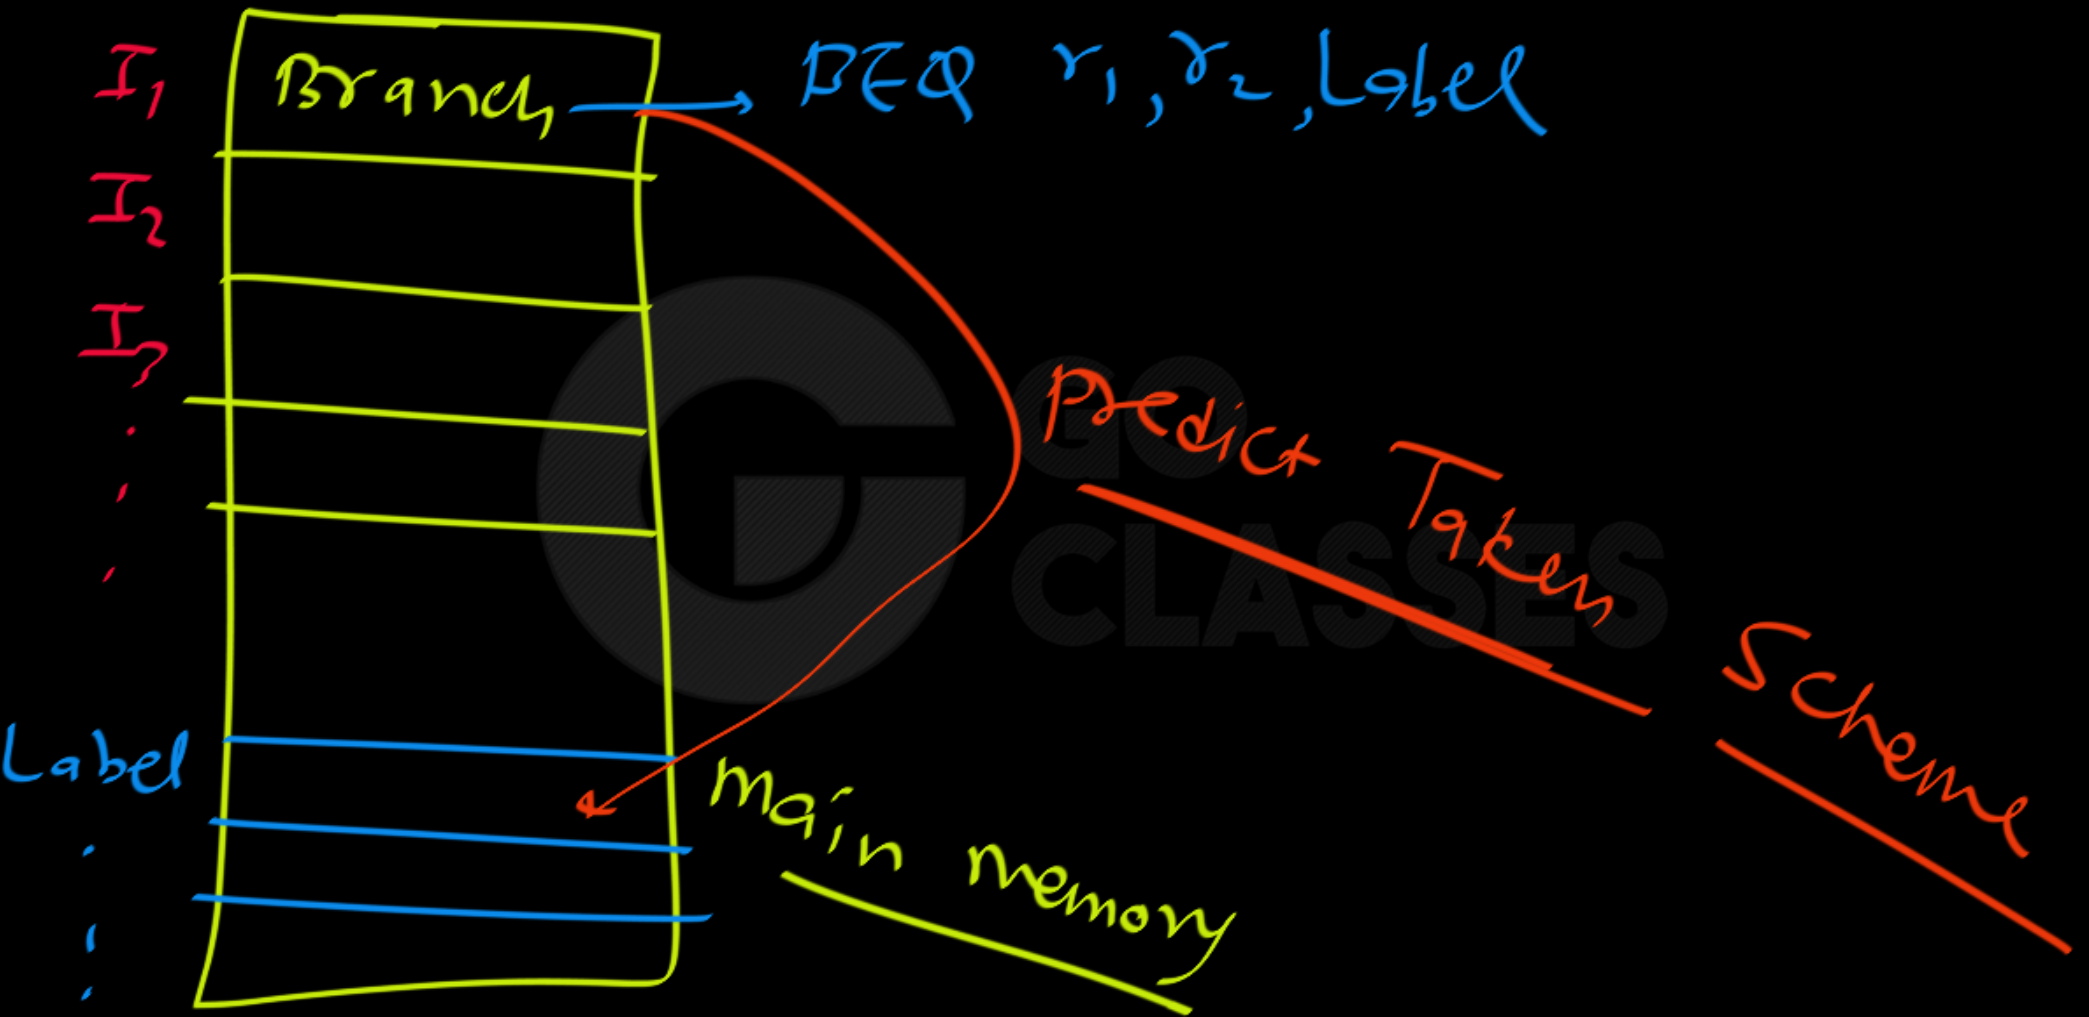 I1 Branch → BEQ r1, r2, Label
I2
I3
Predict Taken Scheme
Label
main memory
GO
CLASSES